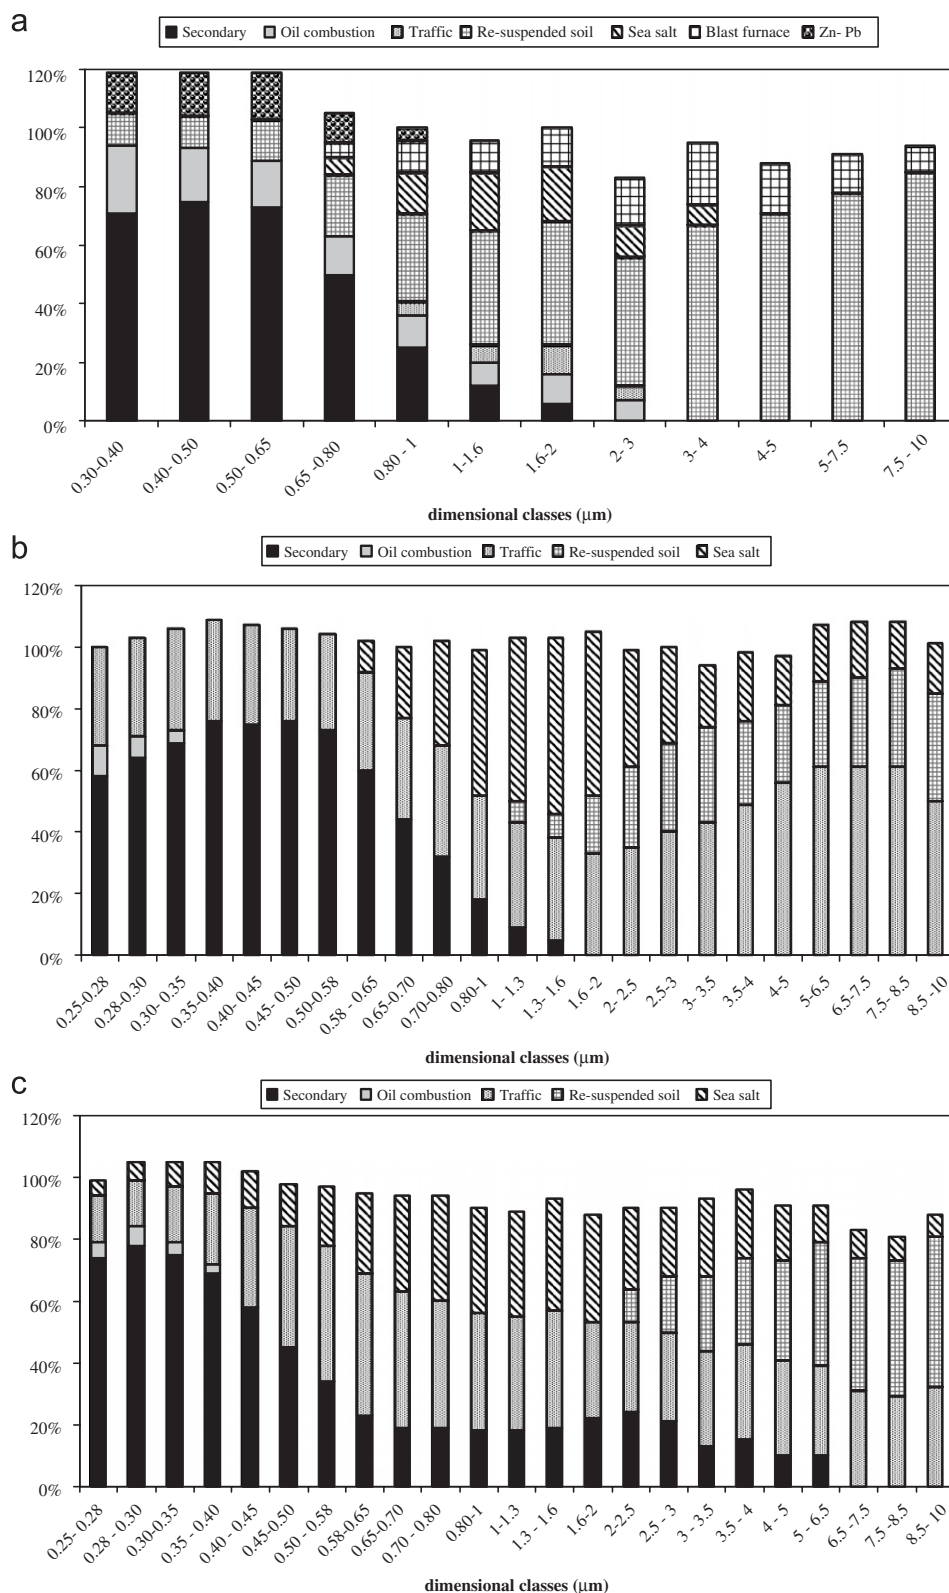 a
Secondary Oil combustion Traffic Re-suspended soil Sea salt Blast furnace Zn- Pb
120%
100%
80%
60%
40%
20%
0%
0.30-0.40 0.40- 0.50 0.50- 0.65 0.65 -0.80 0.80 - 1 1-1.6 1.6-2 2- 3 3- 4 4-5 5-7.5 7.5 - 10
dimensional classes (μm)
b
Secondary Oil combustion Traffic Re-suspended soil Sea salt
120%
100%
80%
60%
40%
20%
0%
0.25-0.28 0.28-0.30 0.30- 0.35 0.35-0.40 0.40- 0.45 0.45 - 0.50 0.50-0.58 0.58 - 0.65 0.65-0.70 0.70-0.80 0.80-1 1- 1.3 1.3- 1.6 1.6 -2 2- 2.5 2.5-3 3- 3.5 3.5-4 4-5 5-6.5 6.5-7.5 7.5- 8.5 8.5 -10
dimensional classes (μm)
c
Secondary Oil combustion Traffic Re-suspended soil Sea salt
120%
100%
80%
60%
40%
20%
0%
0.25- 0.28 0.28 - 0.30 0.30-0.35 0.35 - 0.40 0.40 - 0.45 0.45-0.50 0.50 - 0.58 0.58-0.65 0.65-0.70 0.70 - 0.80 0.80-1 1-1.3 1.3 - 1.6 1.6-2 2-2.5 2.5 - 3 3 - 3.5 3.5 - 4 4 - 5 5 - 6.5 6.5 -7.5 7.5 -8.5 8.5- 10
dimensional classes (μm)